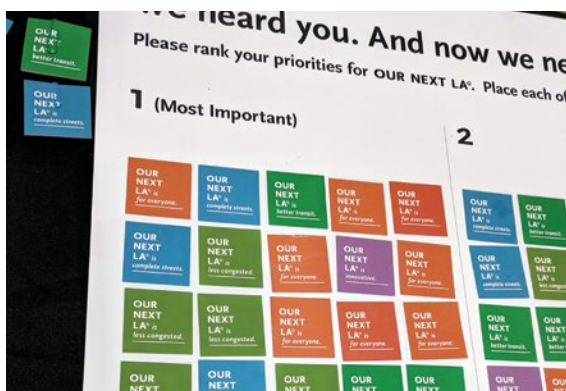 we heard you. And now we ne
Please rank your priorities for OUR NEXT LA*. Place each of
1 (Most Important)
2
OUR
NEXT
LA* is
better transit.
OUR
NEXT
LA* is
complete streets.
OUR
NEXT
LA* is
for everyone.
OUR
NEXT
LA* is
complete streets.
OUR
NEXT
LA* is
better transit.
OUR
NEXT
LA* is
for everyone.
OUR
NEXT
LA* is
for everyone.
OUR
NEXT
LA* is
complete streets.
OUR
NEXT
LA* is
better transit.
OUR
NEXT
LA* is
complete streets.
OUR
NEXT
LA* is
less congested.
OUR
NEXT
LA* is
for everyone.
OUR
NEXT
LA* is
innovative.
OUR
NEXT
LA* is
for everyone.
OUR
NEXT
LA* is
complete streets.
OUR
NEXT
LA* is
less congested.
OUR
NEXT
LA* is
less congested.
OUR
NEXT
LA* is
less congested.
OUR
NEXT
LA* is
for everyone.
OUR
NEXT
LA* is
for everyone.
OUR
NEXT
LA* is
for everyone.
OUR
NEXT
LA* is
better transit.
OUR
NEXT
LA* is
better
OUR
NEXT
OUR
NEXT
OUR
NEXT
OUR
NEXT
OUR
NEXT
OUR
NEXT
OUR
NEXT